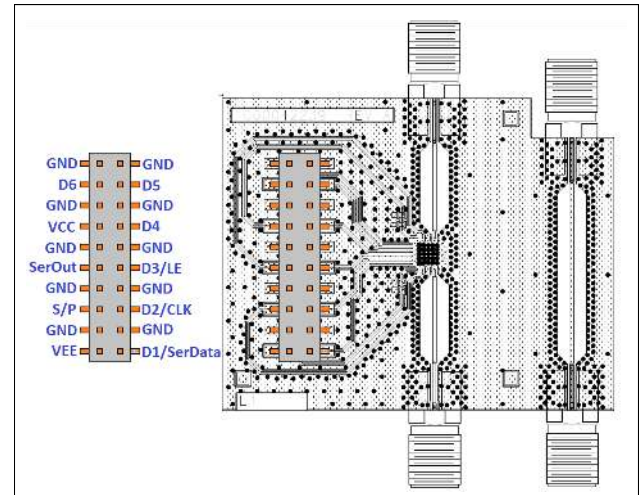 GND GND
D6 D5
GND GND
VCC D4
GND GND
SerOut D3/LE
GND GND
S/P D2/CLK
GND GND
VEE D1/SerData